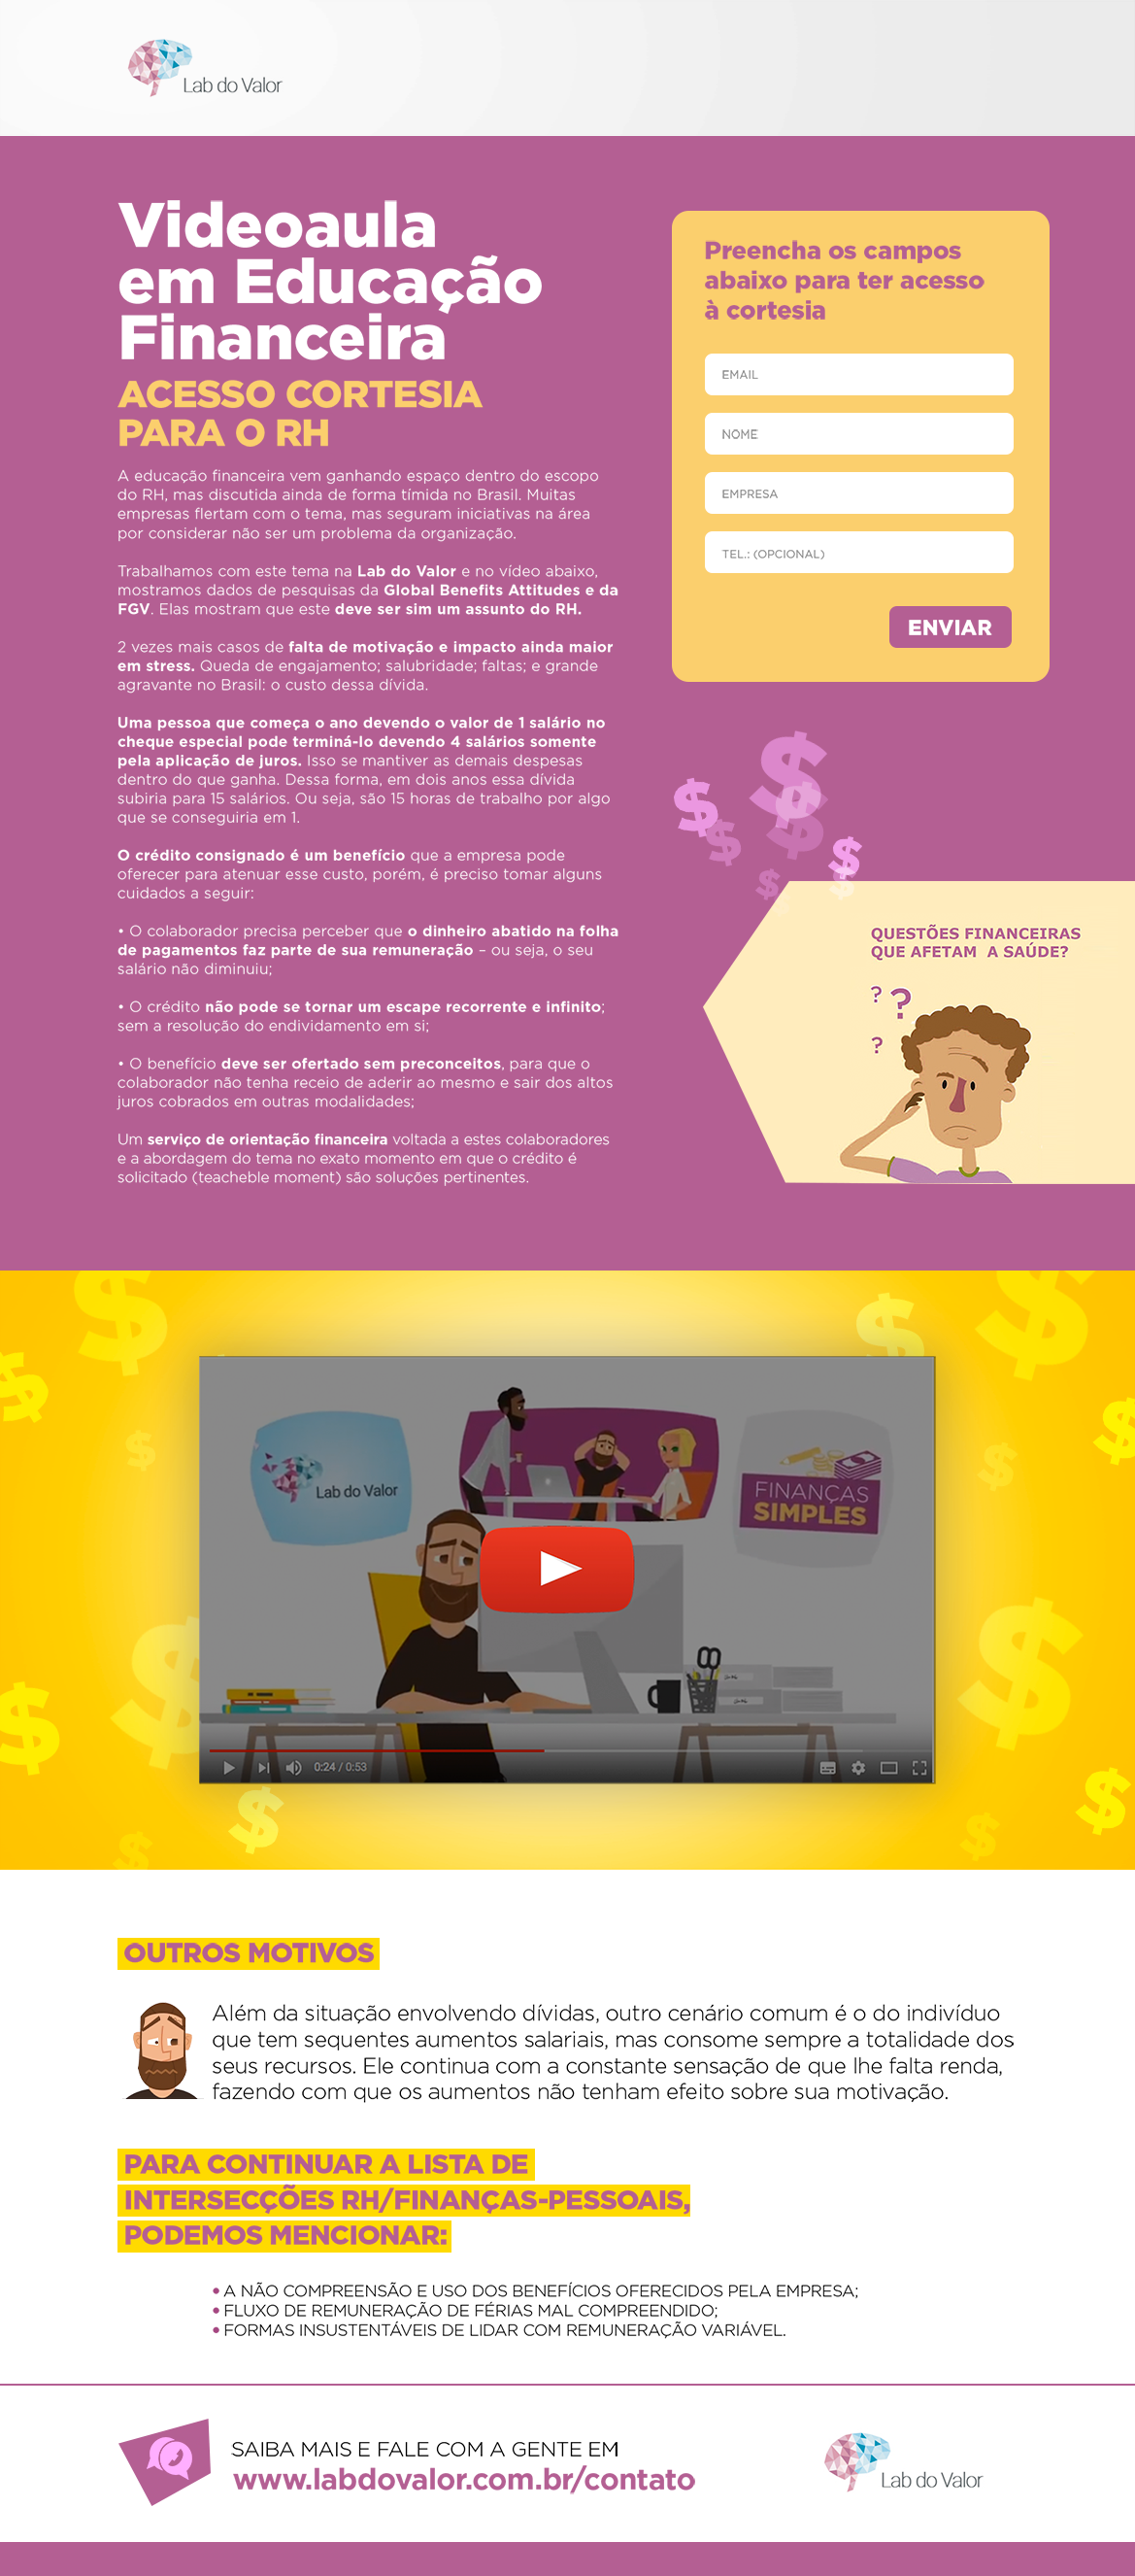 Lab do Valor
Videoaula
em Educação
Financeira
ACESSO CORTESIA
PARA O RH
A educação financeira vem ganhando espaço dentro do escopo
do RH, mas discutida ainda de forma tímida no Brasil. Muitas
empresas flertam com o tema, mas seguram iniciativas na área
por considerar não ser um problema da organização.
Trabalhamos com este tema na Lab do Valor e no vídeo abaixo,
mostramos dados de pesquisas da Global Benefits Attitudes e da
FGV. Elas mostram que este deve ser sim um assunto do RH.
2 vezes mais casos de falta de motivação e impacto ainda maior
em stress. Queda de engajamento; salubridade; faltas; e grande
agravante no Brasil: o custo dessa dívida.
Uma pessoa que começa o ano devendo o valor de 1 salário no
cheque especial pode terminá-lo devendo 4 salários somente
pela aplicação de juros. Isso se mantiver as demais despesas
dentro do que ganha. Dessa forma, em dois anos essa dívida
subiria para 15 salários. Ou seja, são 15 horas de trabalho por algo
que se conseguiria em 1.
O crédito consignado é um benefício que a empresa pode
oferecer para atenuar esse custo, porém, é preciso tomar alguns
cuidados a seguir:
• O colaborador precisa perceber que o dinheiro abatido na folha
de pagamentos faz parte de sua remuneração – ou seja, o seu
salário não diminuiu;
• O crédito não pode se tornar um escape recorrente e infinito;
sem a resolução do endividamento em si;
• O benefício deve ser ofertado sem preconceitos, para que o
colaborador não tenha receio de aderir ao mesmo e sair dos altos
juros cobrados em outras modalidades;
Um serviço de orientação financeira voltada a estes colaboradores
e a abordagem do tema no exato momento em que o crédito é
solicitado (teacheble moment) são soluções pertinentes.
Preencha os campos
abaixo para ter acesso
à cortesia
EMAIL
NOME
EMPRESA
TEL.: (OPCIONAL)
ENVIAR
QUESTÕES FINANCEIRAS
QUE AFETAM A SAÚDE?
? ?
?
Lab do Valor
FINANÇAS
SIMPLES
0:24 / 0:53
OUTROS MOTIVOS
Além da situação envolvendo dívidas, outro cenário comum é o do indivíduo
que tem sequentes aumentos salariais, mas consome sempre a totalidade dos
seus recursos. Ele continua com a constante sensação de que lhe falta renda,
fazendo com que os aumentos não tenham efeito sobre sua motivação.
PARA CONTINUAR A LISTA DE
INTERSECÇÕES RH/FINANÇAS-PESSOAIS,
PODEMOS MENCIONAR:
• A NÃO COMPREENSÃO E USO DOS BENEFÍCIOS OFERECIDOS PELA EMPRESA;
• FLUXO DE REMUNERAÇÃO DE FÉRIAS MAL COMPREENDIDO;
• FORMAS INSUSTENTÁVEIS DE LIDAR COM REMUNERAÇÃO VARIÁVEL.
SAIBA MAIS E FALE COM A GENTE EM
www.labdovalor.com.br/contato
Lab do Valor